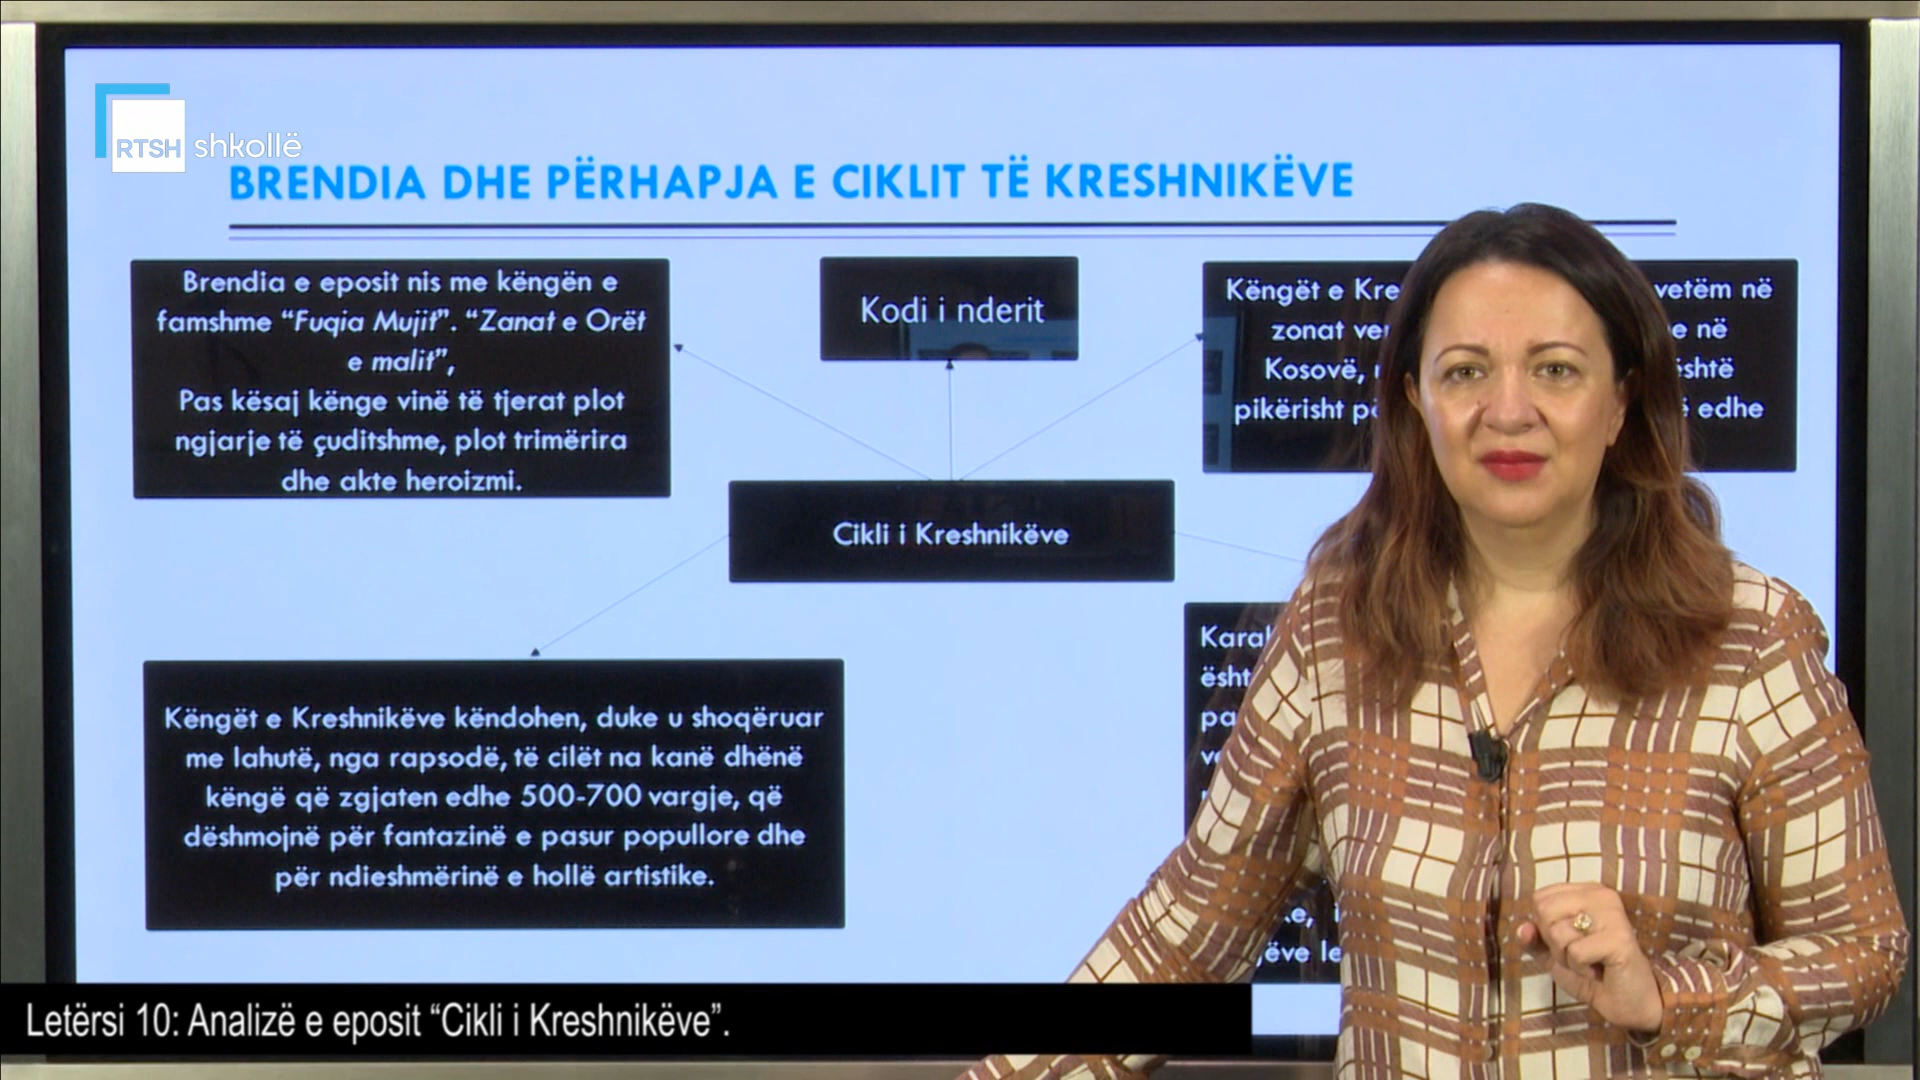 RTSH shkollë
BRENDIA DHE PËRHAPJA E CIKLIT TË KRESHNIKËVE
Brendia e eposit nis me këngën e
famshme “Fuqia Mujit”. “Zanat e Orët
e malit”,
Pas kësaj kënge vinë të tjerat plot
ngjarje të çuditshme, plot trimërira
dhe akte heroizmi.
Kodi i nderit
Këngët e vetëm në
zonat në
Kosovë,
pikërisht edhe
Cikli i Kreshnikëve
Këngët e Kreshnikëve këndohen, duke u shoqëruar
me lahutë, nga rapsodë, të cilët na kanë dhënë
këngë që zgjaten edhe 500-700 vargje, që
dëshmojnë për fantazinë e pasur popullore dhe
për ndieshmërinë e hollë artistike.
Letërsi 10: Analizë e eposit “Cikli i Kreshnikëve”.